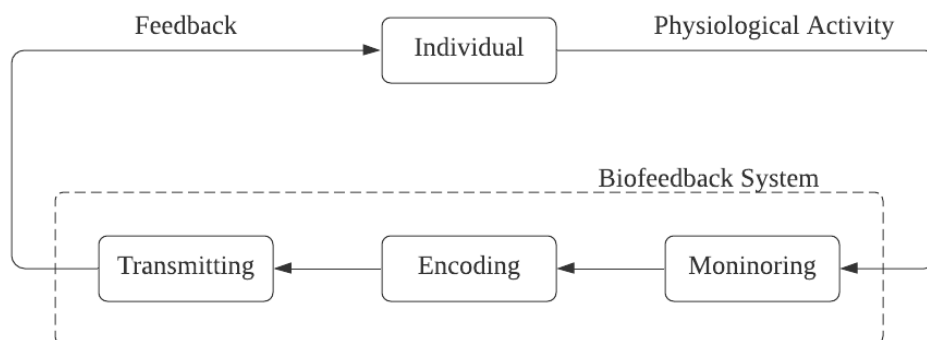 Feedback
Individual
Physiological Activity
Biofeedback System
Transmitting
Encoding
Moninoring